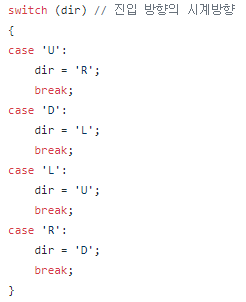 switch (dir) // 진입 방향의 시계방향
{
case 'U':
    dir = 'R';
    break;
case 'D':
    dir = 'L';
    break;
case 'L':
    dir = 'U';
    break;
case 'R':
    dir = 'D';
    break;
}